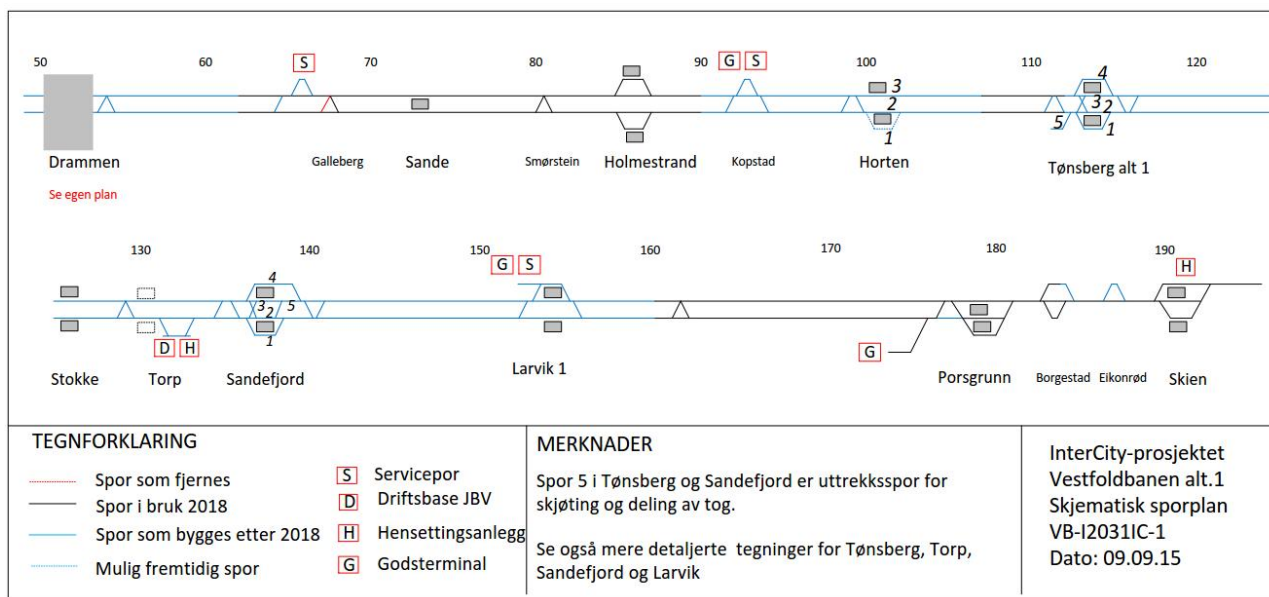 50 60 70 80 90 100 110 120
S G S
3 4
2 3 2
1 5 1
Drammen Galleberg Sande Smørstein Holmestrand Kopstad Horten Tønsberg alt 1
Se egen plan
130 140 150 160 170 180 190
G S H
4
3 2 5
1
D H G
Stokke Torp Sandefjord Larvik 1 Porsgrunn Borgestad Eikonrød Skien
TEGNFORKLARING
Spor som fjernes
Spor i bruk 2018
Spor som bygges etter 2018
Mulig fremtidig spor
S Servicepor
D Driftsbase JBV
H Hensettingsanlegg
G Godsterminal
MERKNADER
Spor 5 i Tønsberg og Sandefjord er uttrekksspor for
skjøting og deling av tog.
Se også mere detaljerte tegninger for Tønsberg, Torp,
Sandefjord og Larvik
InterCity-prosjektet
Vestfoldbanen alt.1
Skjematisk sporplan
VB-I2031IC-1
Dato: 09.09.15